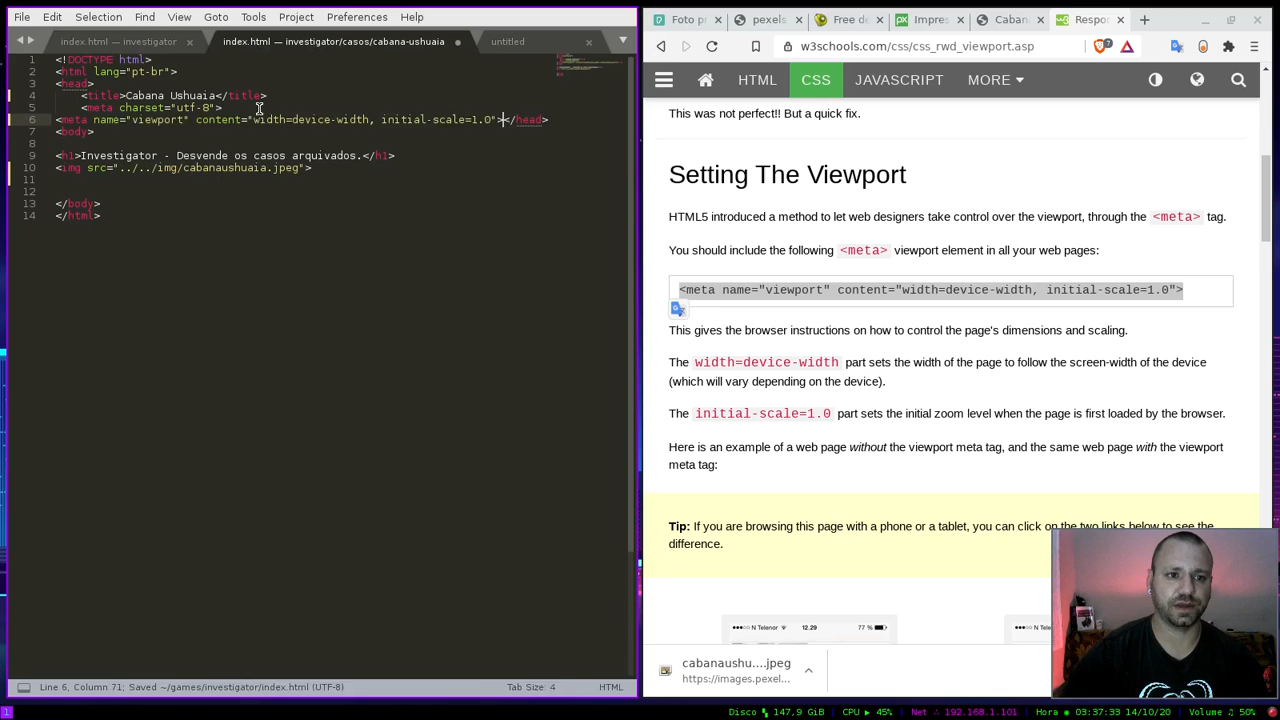 File Edit Selection Find View Goto Tools Project Preferences Help
index.html — investigator × index.html — investigator/casos/cabana-ushuaia untitled ×
1 <!DOCTYPE html>
2 <html lang="pt-br">
3 <head>
4 <title>Cabana Ushuaia</title>
5 <meta charset="utf-8">
6 <meta name="viewport" content="width=device-width, initial-scale=1.0"></head>
7 <body>
8
9 <h1>Investigator - Desvende os casos arquivados.</h1>
10 <img src="../../img/cabanaushuaia.jpeg">
11
12
13 </body>
14 </html>
Line 6, Column 71; Saved ~/games/investigator/index.html (UTF-8) Tab Size: 4 HTML
Foto p pexels Free de Impres Caban Respo
w3schools.com/css/css_rwd_viewport.asp 7
HTML CSS JAVASCRIPT MORE
This was not perfect!! But a quick fix.
Setting The Viewport
HTML5 introduced a method to let web designers take control over the viewport, through the <meta> tag.
You should include the following <meta> viewport element in all your web pages:
<meta name="viewport" content="width=device-width, initial-scale=1.0">
This gives the browser instructions on how to control the page's dimensions and scaling.
The width=device-width part sets the width of the page to follow the screen-width of the device
(which will vary depending on the device).
The initial-scale=1.0 part sets the initial zoom level when the page is first loaded by the browser.
Here is an example of a web page without the viewport meta tag, and the same web page with the viewport
meta tag:
Tip: If you are browsing this page with a phone or a tablet, you can click on the two links below to see the
difference.
N Telenor 12.29 77 % N Telen
cabanaushu....jpeg
https://images.pexel...
1 Disco 147,9 GiB CPU 45% Net 192.168.1.101 Hora 03:37:33 14/10/20 Volume 50%